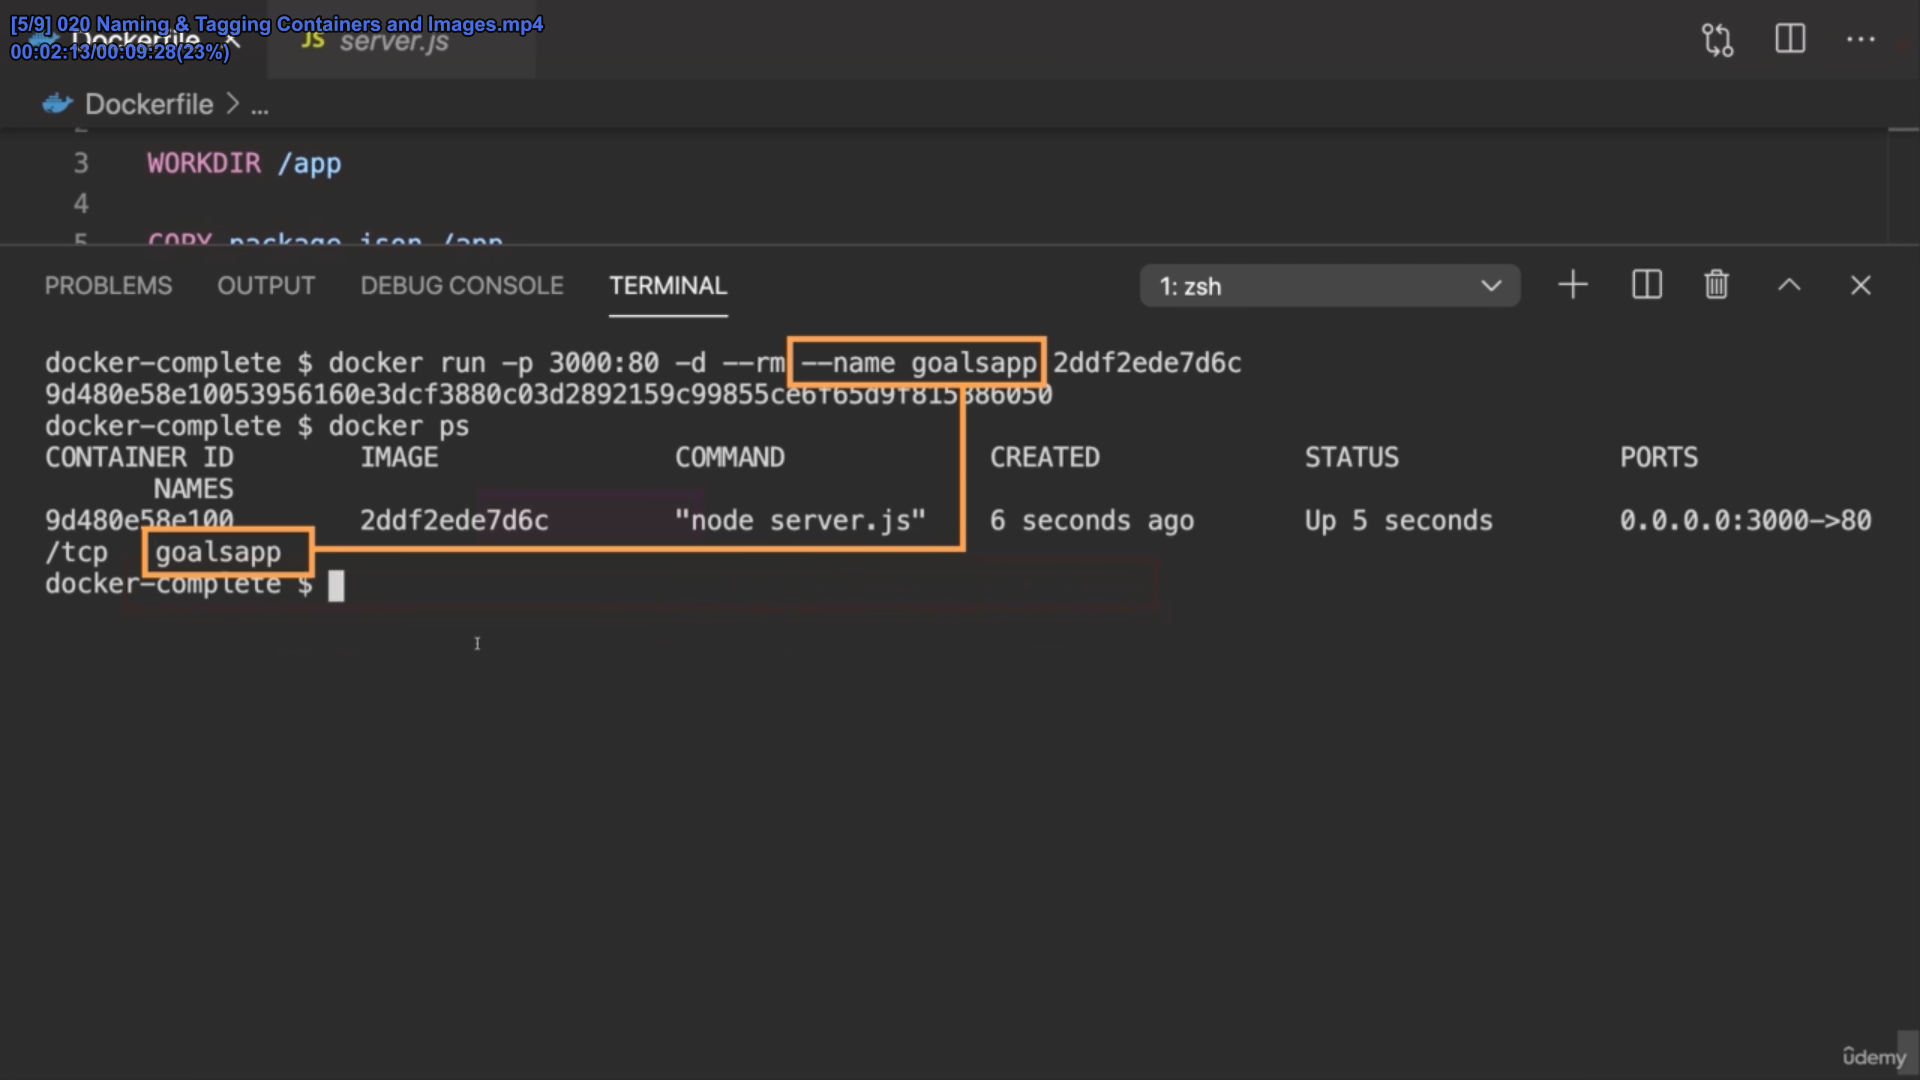 [5/9] 020 Naming & Tagging Containers and Images.mp4
00:02:13/00:09:28(23%)
Dockerfile
JS server.js
Dockerfile > ...
2
3 WORKDIR /app
4
5 COPY package.json /app
PROBLEMS OUTPUT DEBUG CONSOLE TERMINAL 1: zsh
docker-complete $ docker run -p 3000:80 -d --rm --name goalsapp 2ddf2ede7d6c
9d480e58e10053956160e3dcf3880c03d2892159c99855ce6f65d9f815386050
docker-complete $ docker ps
CONTAINER ID IMAGE COMMAND CREATED STATUS PORTS
NAMES
9d480e58e100 2ddf2ede7d6c "node server.js" 6 seconds ago Up 5 seconds 0.0.0.0:3000->80
/tcp goalsapp
docker-complete $
ûdemy